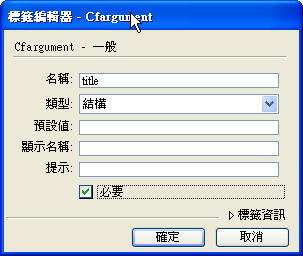 標籤編輯器 - Cfargument
Cfargument - 一般
名稱: title
類型: 結構
預設值:
顯示名稱:
提示:
必要
標籤資訊
確定 取消